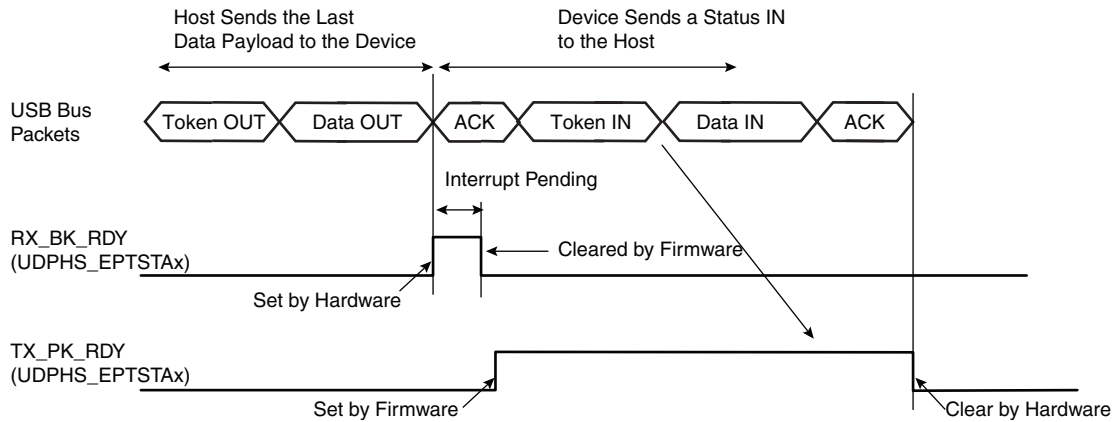 Host Sends the Last
Data Payload to the Device
Device Sends a Status IN
to the Host
USB Bus
Packets
Token OUT
Data OUT
ACK
Token IN
Data IN
ACK
Interrupt Pending
RX_BK_RDY
(UDPHS_EPTSTAx)
Cleared by Firmware
Set by Hardware
TX_PK_RDY
(UDPHS_EPTSTAx)
Set by Firmware
Clear by Hardware